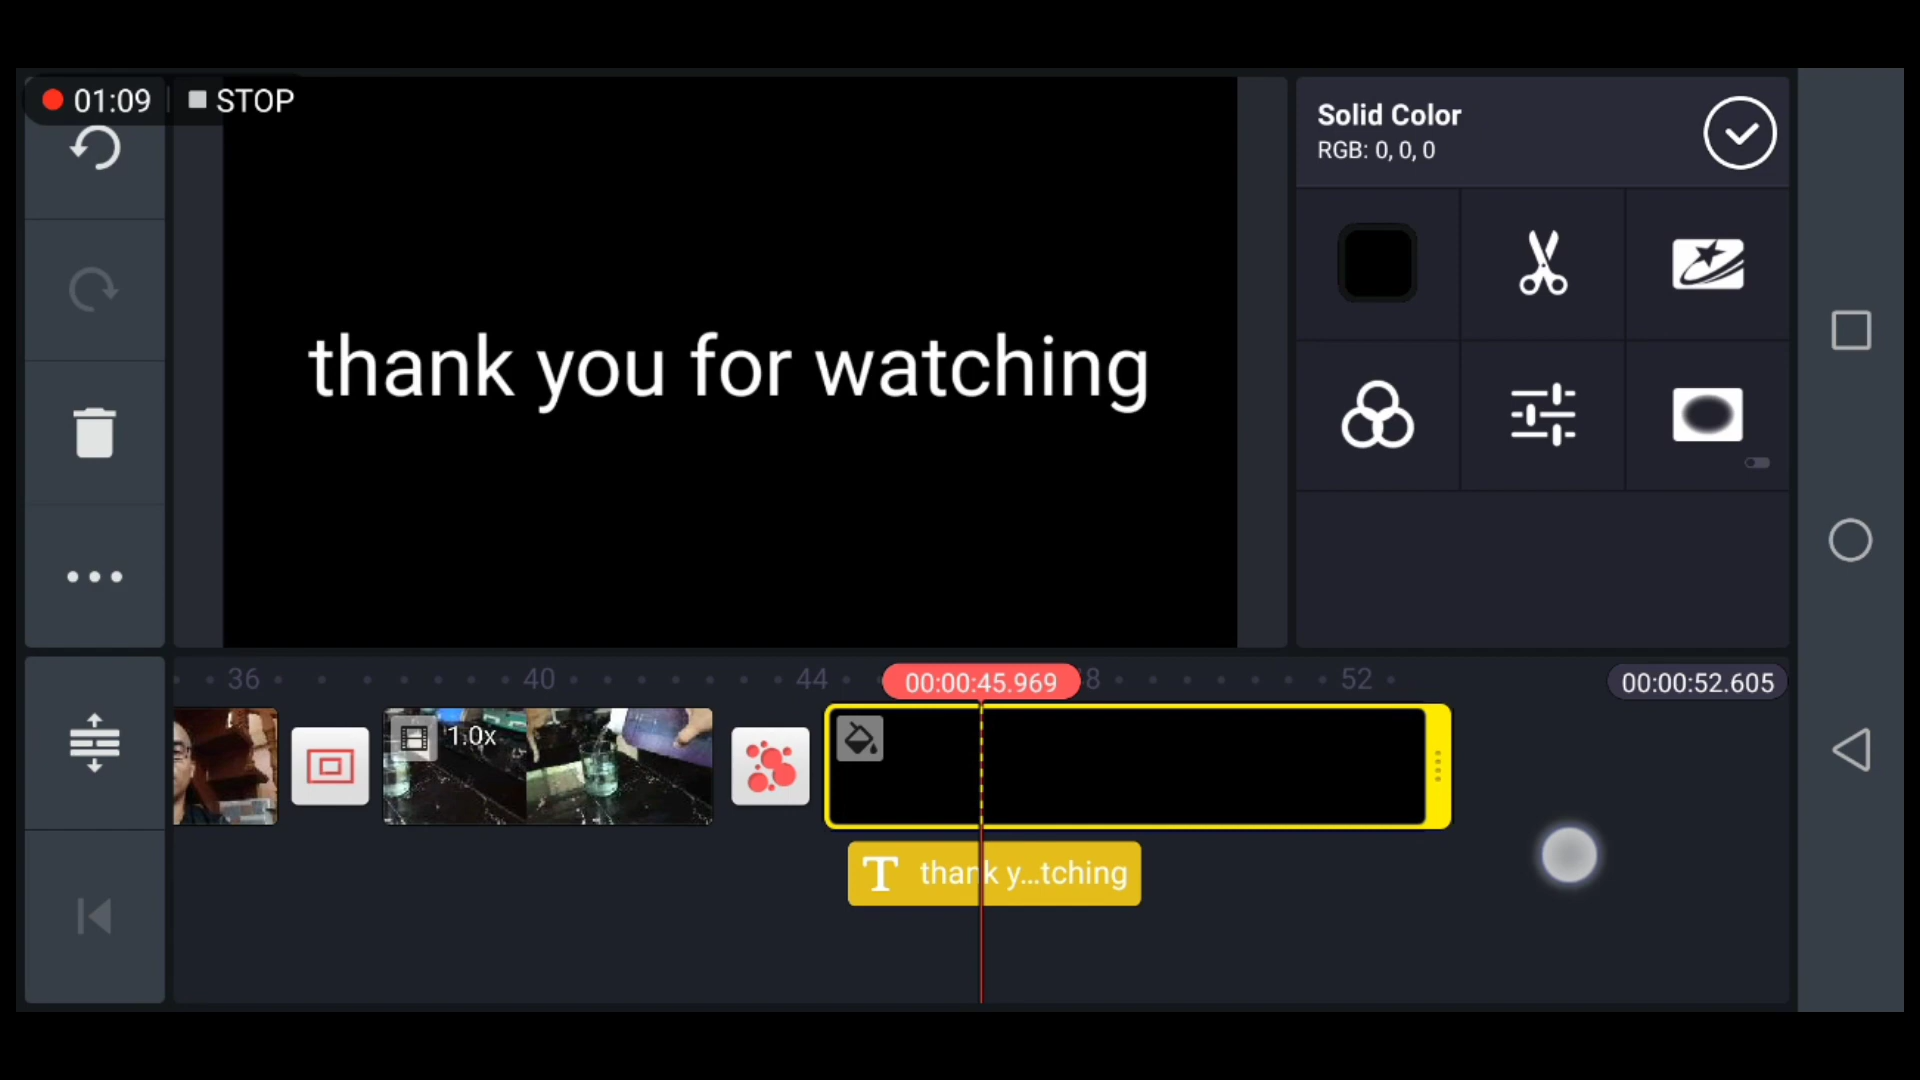 01:09 STOP
Solid Color
RGB: 0, 0, 0
thank you for watching
36 40 44 00:00:45.969 8 52 00:00:52.605
1.0x
T thank y...tching